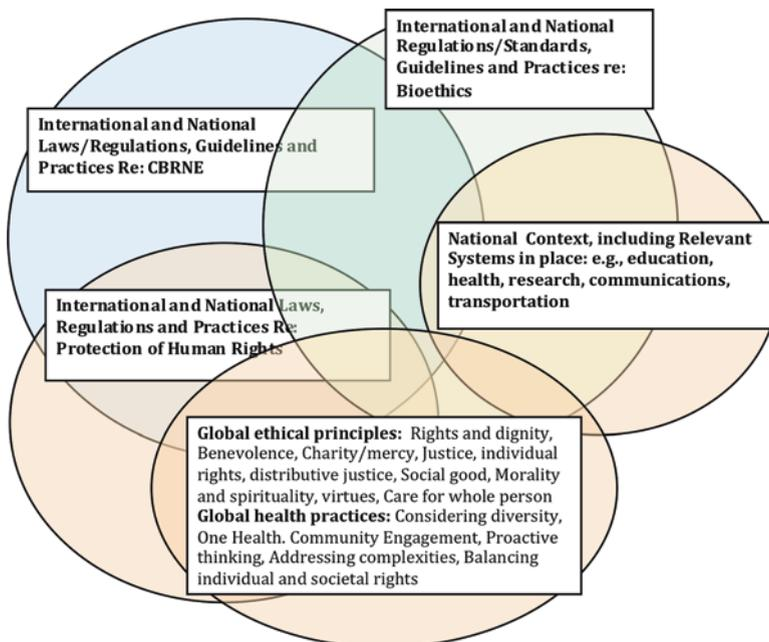 International and National
Regulations/Standards,
Guidelines and Practices re:
Bioethics
International and National
Laws/Regulations, Guidelines and
Practices Re: CBRNE
National Context, including Relevant
Systems in place: e.g., education,
health, research, communications,
transportation
International and National Laws,
Regulations and Practices Re:
Protection of Human Rights
Global ethical principles: Rights and dignity,
Benevolence, Charity/mercy, Justice, individual
rights, distributive justice, Social good, Morality
and spirituality, virtues, Care for whole person
Global health practices: Considering diversity,
One Health. Community Engagement, Proactive
thinking, Addressing complexities, Balancing
individual and societal rights